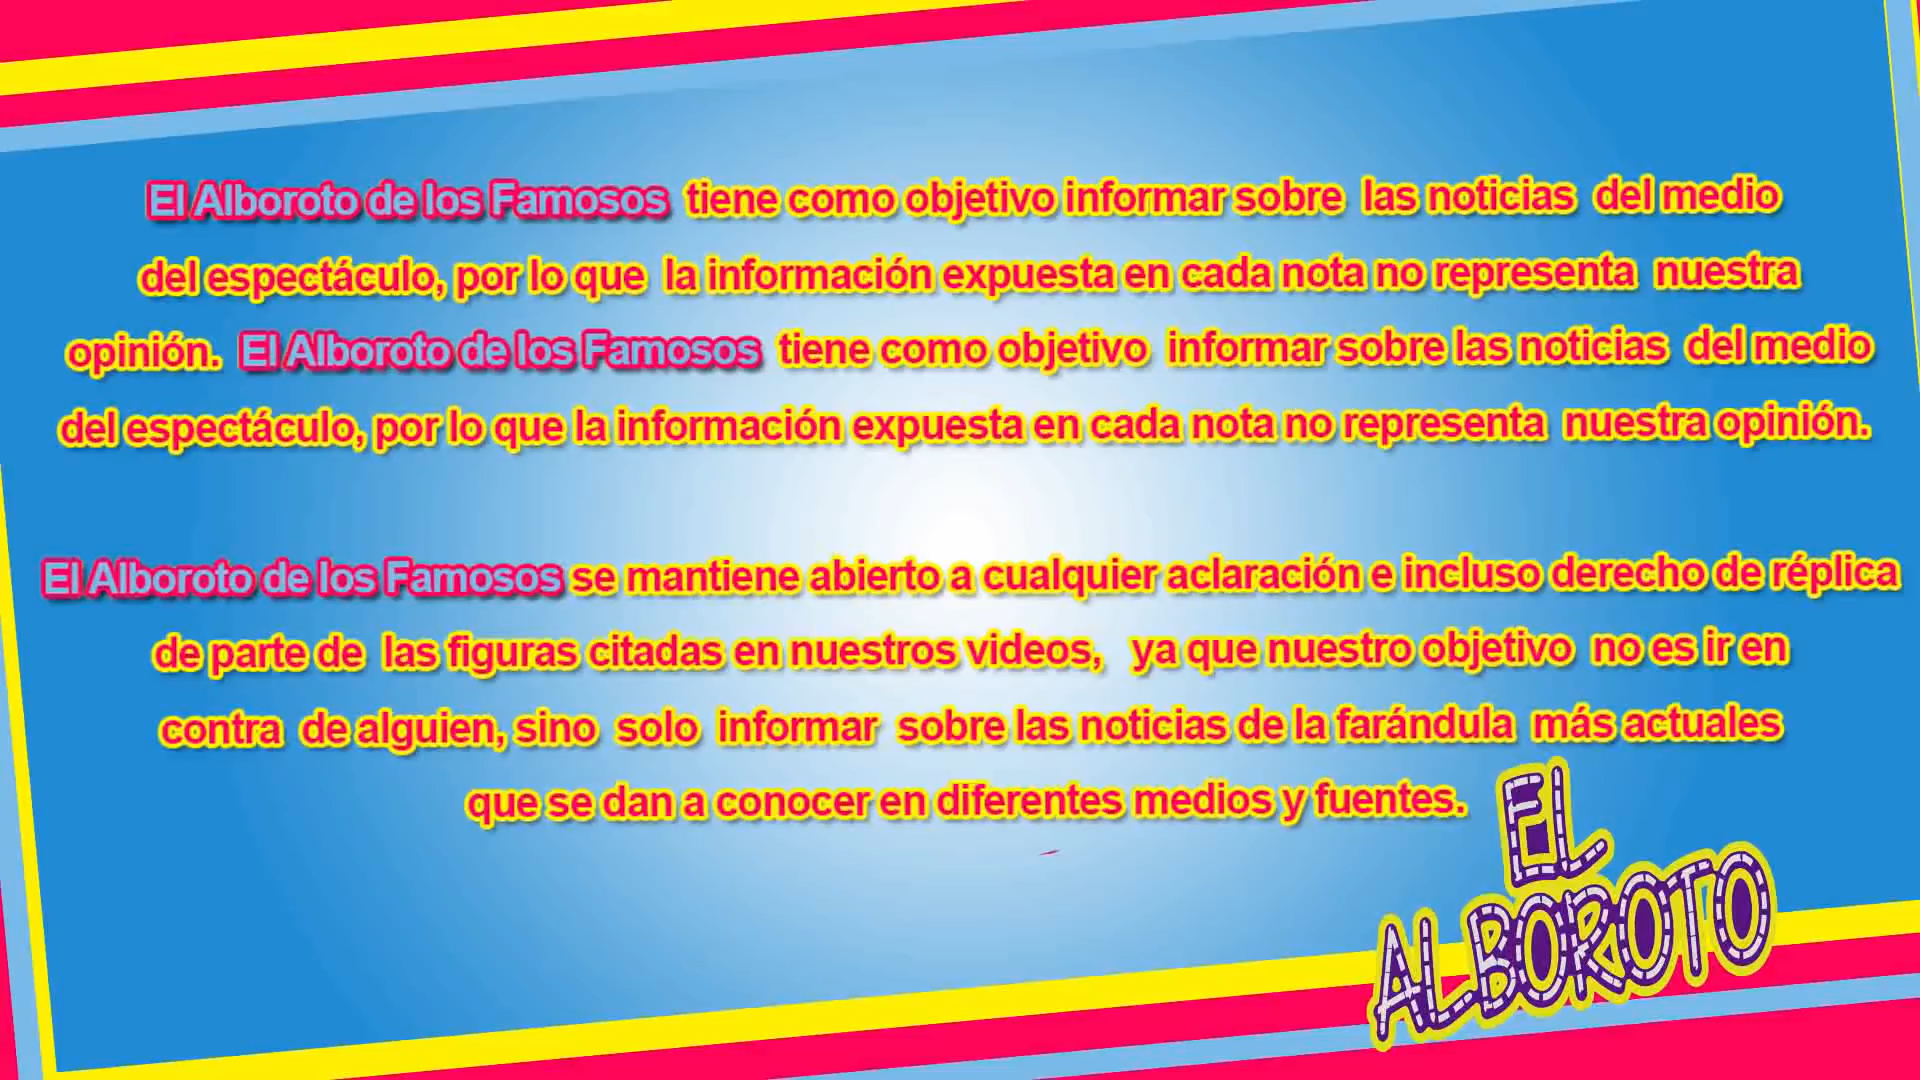 El Alboroto de los Famosos tiene como objetivo informar sobre las noticias del medio
del espectáculo, por lo que la información expuesta en cada nota no representa nuestra
opinión. El Alboroto de los Famosos tiene como objetivo informar sobre las noticias del medio
del espectáculo, por lo que la información expuesta en cada nota no representa nuestra opinión.
El Alboroto de los Famosos se mantiene abierto a cualquier aclaración e incluso derecho de réplica
de parte de las figuras citadas en nuestros videos, ya que nuestro objetivo no es ir en
contra de alguien, sino solo informar sobre las noticias de la farándula más actuales
que se dan a conocer en diferentes medios y fuentes.
EL
ALBOROTO